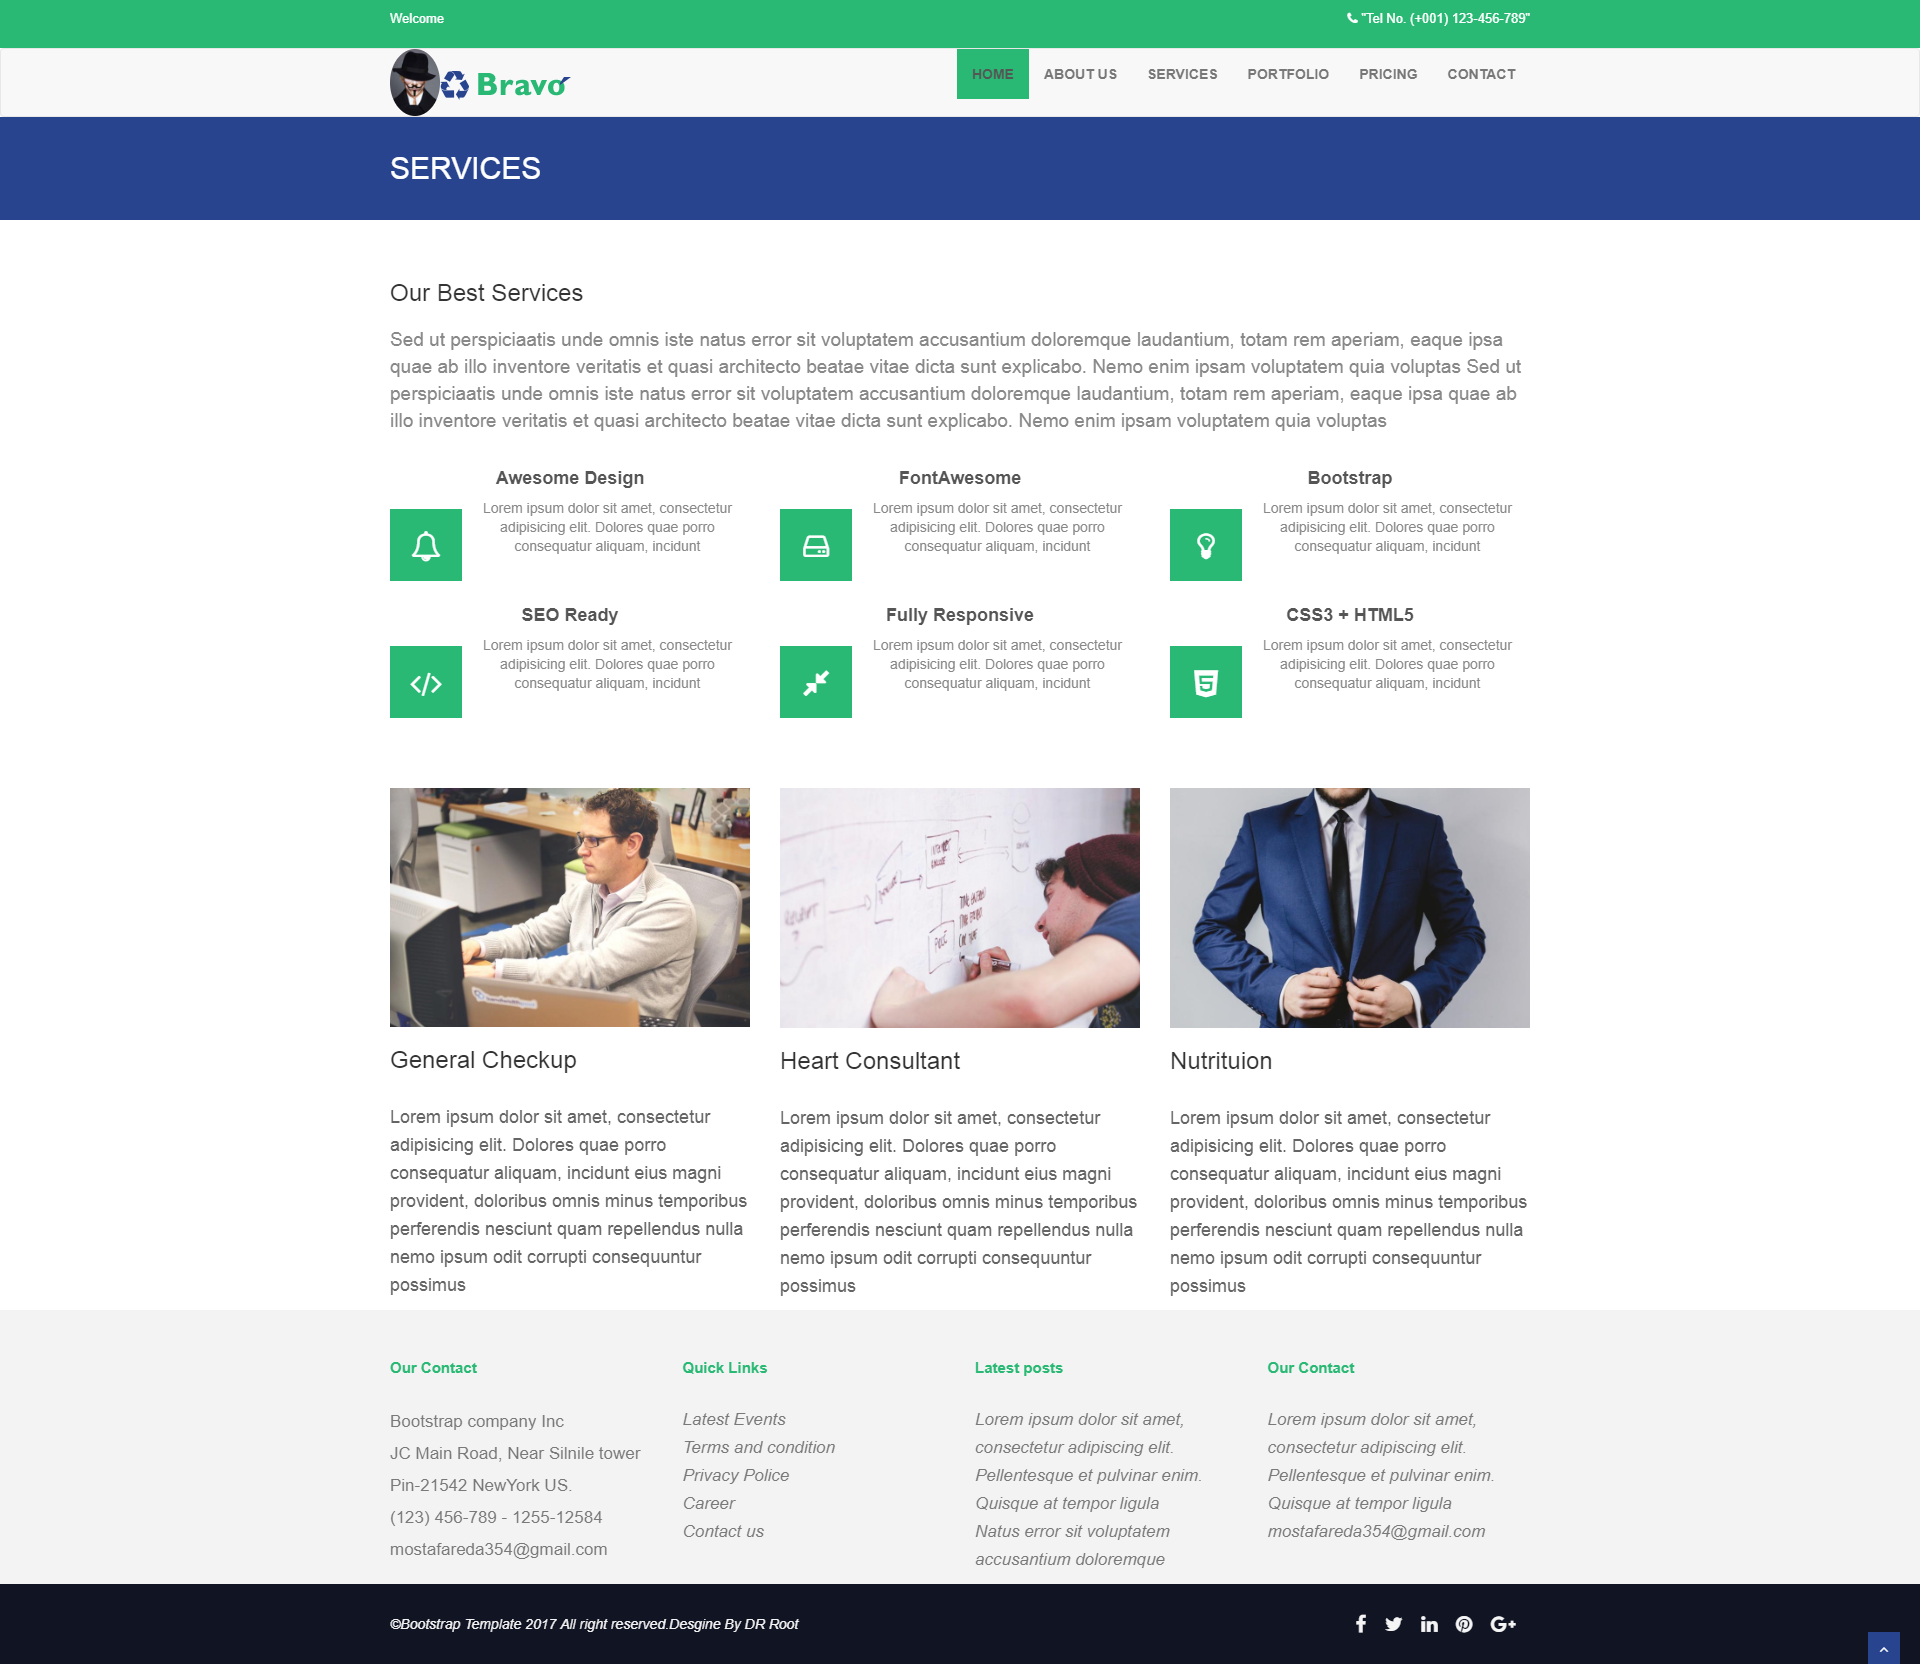 Welcome
"Tel No. (+001) 123-456-789"
Bravo
HOME
ABOUT US
SERVICES
PORTFOLIO
PRICING
CONTACT
SERVICES
Our Best Services
Sed ut perspiciaatis unde omnis iste natus error sit voluptatem accusantium doloremque laudantium, totam rem aperiam, eaque ipsa
quae ab illo inventore veritatis et quasi architecto beatae vitae dicta sunt explicabo. Nemo enim ipsam voluptatem quia voluptas Sed ut
perspiciaatis unde omnis iste natus error sit voluptatem accusantium doloremque laudantium, totam rem aperiam, eaque ipsa quae ab
illo inventore veritatis et quasi architecto beatae vitae dicta sunt explicabo. Nemo enim ipsam voluptatem quia voluptas
Awesome Design
Lorem ipsum dolor sit amet, consectetur
adipisicing elit. Dolores quae porro
consequatur aliquam, incidunt
FontAwesome
Lorem ipsum dolor sit amet, consectetur
adipisicing elit. Dolores quae porro
consequatur aliquam, incidunt
Bootstrap
Lorem ipsum dolor sit amet, consectetur
adipisicing elit. Dolores quae porro
consequatur aliquam, incidunt
SEO Ready
Lorem ipsum dolor sit amet, consectetur
adipisicing elit. Dolores quae porro
consequatur aliquam, incidunt
Fully Responsive
Lorem ipsum dolor sit amet, consectetur
adipisicing elit. Dolores quae porro
consequatur aliquam, incidunt
CSS3 + HTML5
Lorem ipsum dolor sit amet, consectetur
adipisicing elit. Dolores quae porro
consequatur aliquam, incidunt
General Checkup
Lorem ipsum dolor sit amet, consectetur
adipisicing elit. Dolores quae porro
consequatur aliquam, incidunt eius magni
provident, doloribus omnis minus temporibus
perferendis nesciunt quam repellendus nulla
nemo ipsum odit corrupti consequuntur
possimus
Heart Consultant
Lorem ipsum dolor sit amet, consectetur
adipisicing elit. Dolores quae porro
consequatur aliquam, incidunt eius magni
provident, doloribus omnis minus temporibus
perferendis nesciunt quam repellendus nulla
nemo ipsum odit corrupti consequuntur
possimus
Nutrituion
Lorem ipsum dolor sit amet, consectetur
adipisicing elit. Dolores quae porro
consequatur aliquam, incidunt eius magni
provident, doloribus omnis minus temporibus
perferendis nesciunt quam repellendus nulla
nemo ipsum odit corrupti consequuntur
possimus
Our Contact
Bootstrap company Inc
JC Main Road, Near Silnile tower
Pin-21542 NewYork US.
(123) 456-789 - 1255-12584
mostafareda354@gmail.com
Quick Links
Latest Events
Terms and condition
Privacy Police
Career
Contact us
Latest posts
Lorem ipsum dolor sit amet,
consectetur adipiscing elit.
Pellentesque et pulvinar enim.
Quisque at tempor ligula
Natus error sit voluptatem
accusantium doloremque
Our Contact
Lorem ipsum dolor sit amet,
consectetur adipiscing elit.
Pellentesque et pulvinar enim.
Quisque at tempor ligula
mostafareda354@gmail.com
©Bootstrap Template 2017 All right reserved.Desgine By DR Root